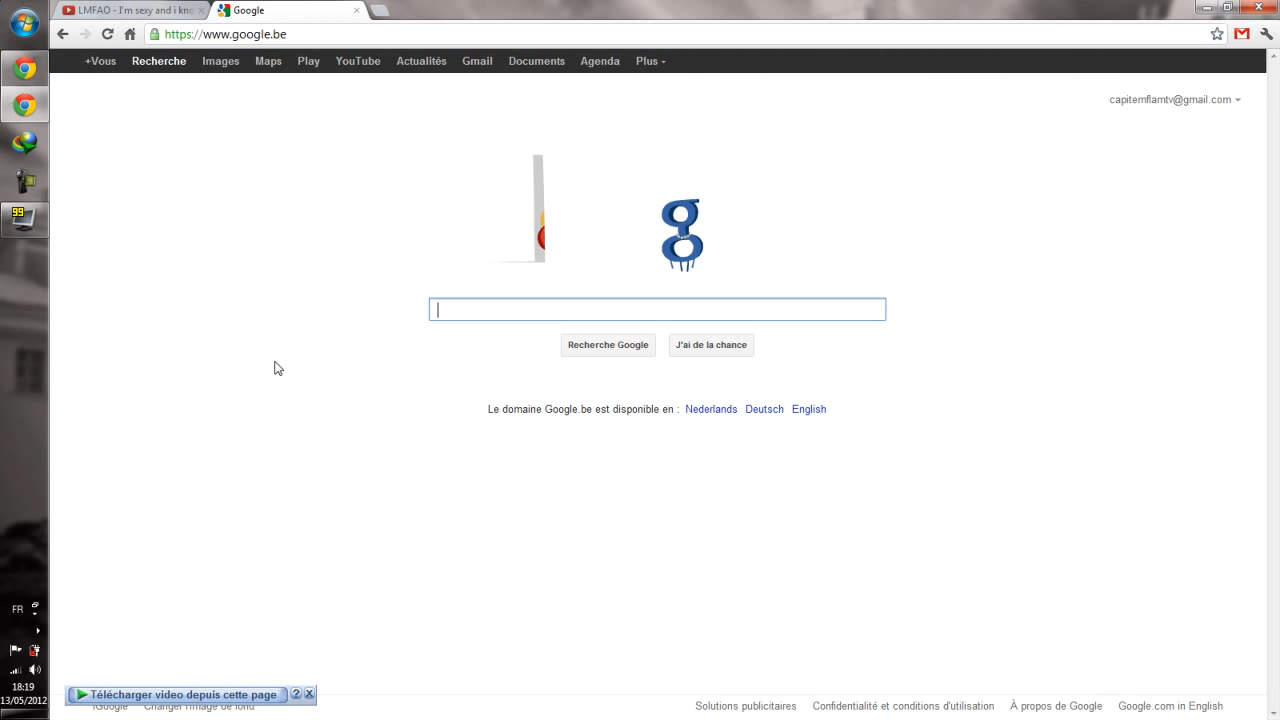 LMFAO - I'm sexy and i kno
Google
https://www.google.be
+Vous Recherche Images Maps Play YouTube Actualités Gmail Documents Agenda Plus
capitemflamtv@gmail.com
g
Recherche Google J'ai de la chance
Le domaine Google.be est disponible en : Nederlands Deutsch English
99
FR
18:19
13/05/2012
Télécharger video depuis cette page ?
iGoogle Changer l'image de fond Solutions publicitaires Confidentialité et conditions d'utilisation À propos de Google Google.com in English